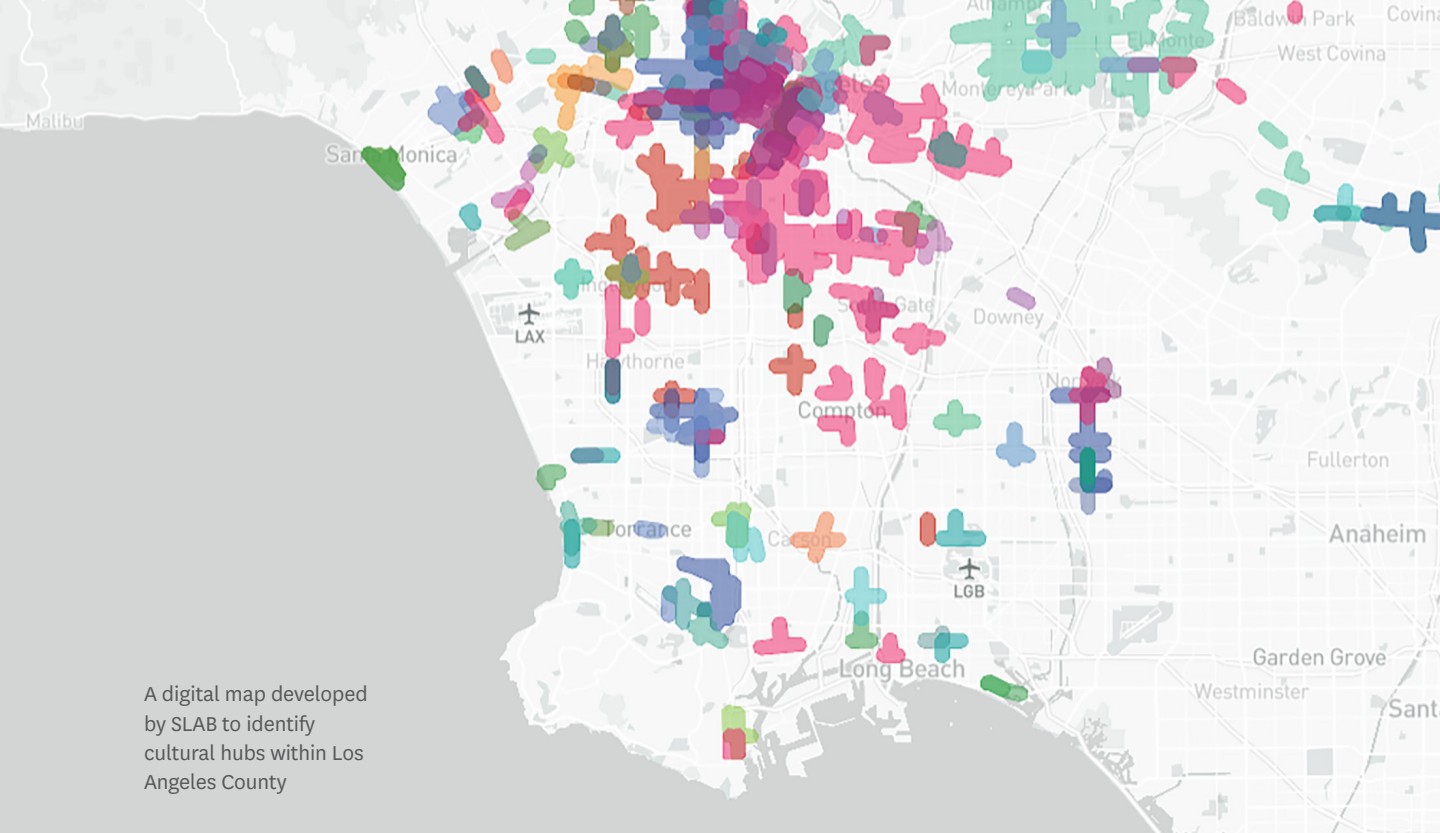 Alhambra
Baldwin Park
Covina
El Monte
West Covina
Monterey Park
Malibu
Santa Monica
LAX
South Gate
Downey
Hawthorne
Compton
Fullerton
Torrance
Carson
Anaheim
LGB
Garden Grove
Long Beach
Westminster
A digital map developed
by SLAB to identify
cultural hubs within Los
Angeles County